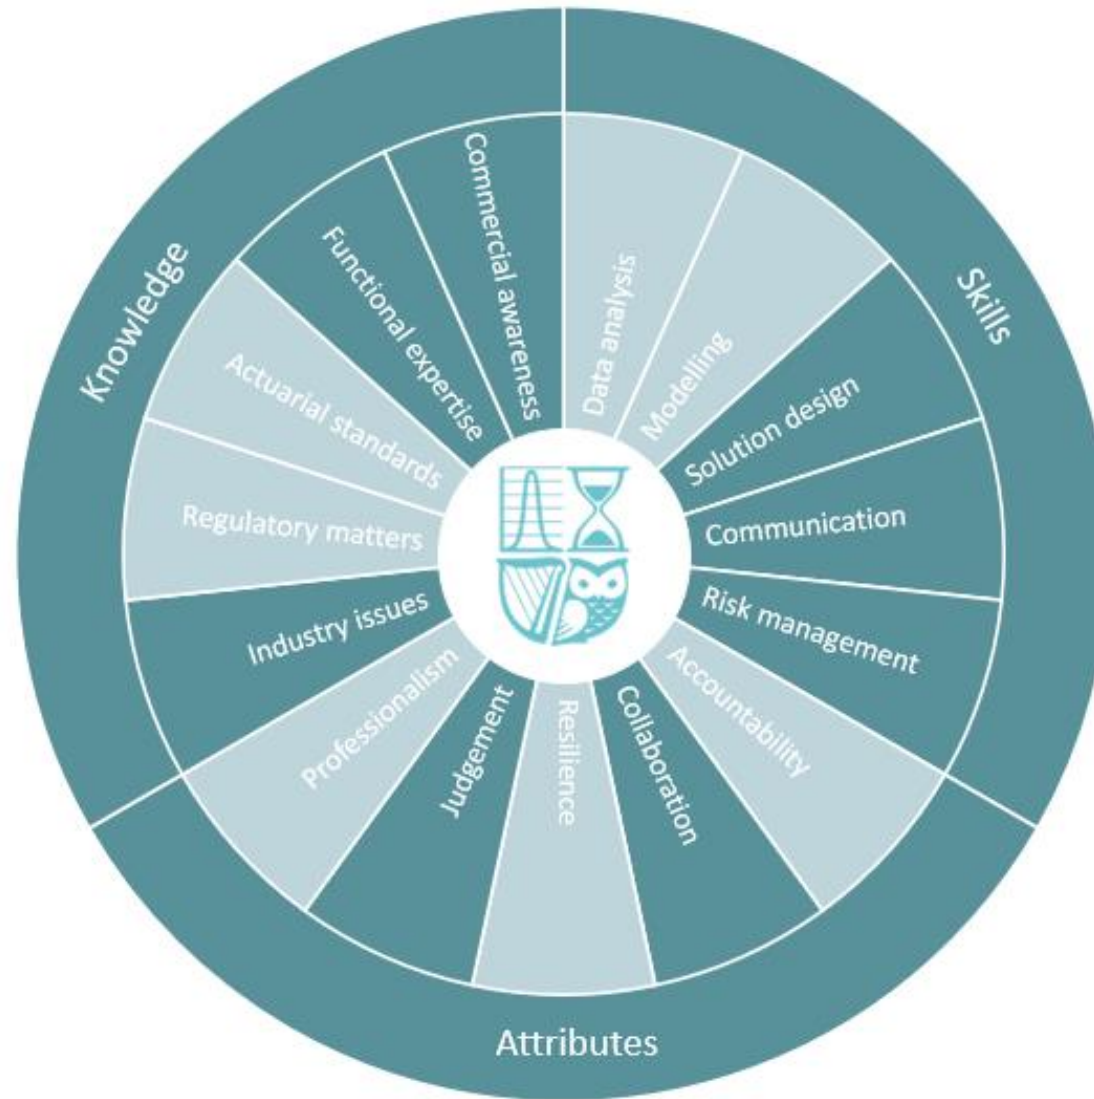 Knowledge
Skills
Attributes
Commercial awareness
Data analysis
Modelling
Solution design
Communication
Risk management
Accountability
Collaboration
Resilience
Judgement
Professionalism
Industry issues
Regulatory matters
Actuarial standards
Functional expertise